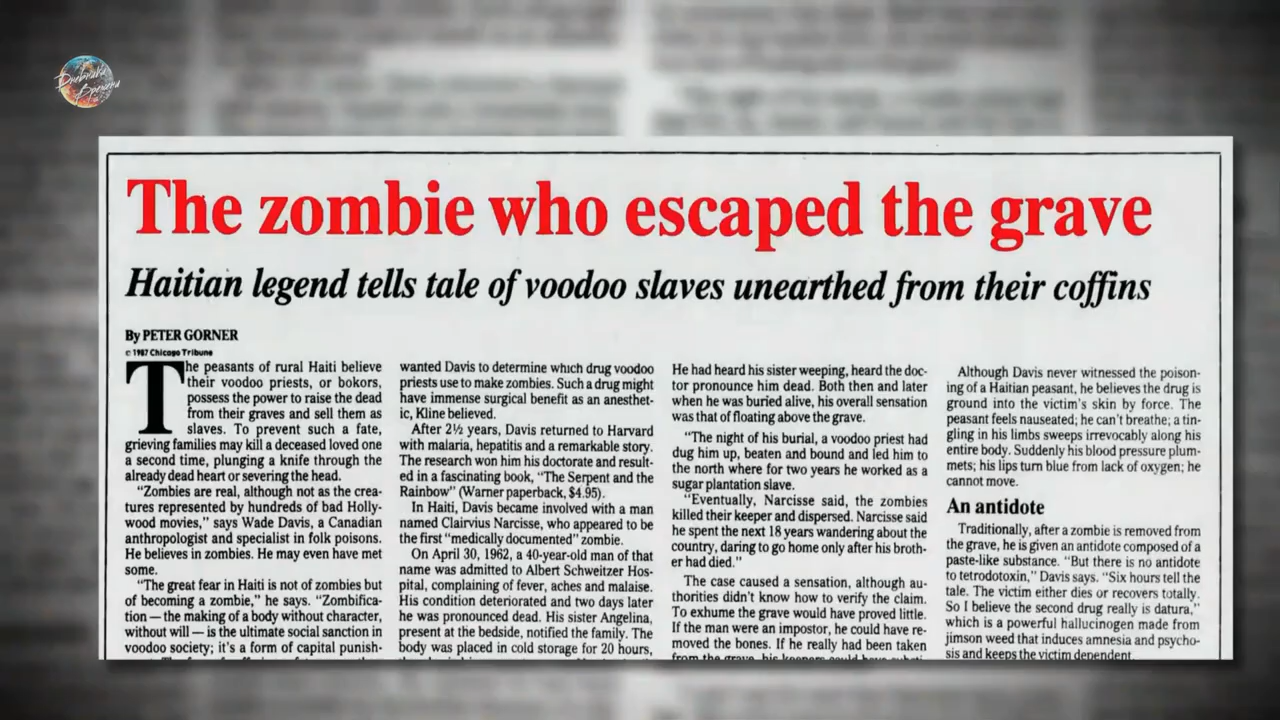 Дневники Времени
The zombie who escaped the grave
Haitian legend tells tale of voodoo slaves unearthed from their coffins
By PETER GORNER
© 1987 Chicago Tribune
The peasants of rural Haiti believe
their voodoo priests, or bokors,
possess the power to raise the dead
from their graves and sell them as
slaves. To prevent such a fate,
grieving families may kill a deceased loved one
a second time, plunging a knife through the
already dead heart or severing the head.
“Zombies are real, although not as the crea-
tures represented by hundreds of bad Holly-
wood movies,” says Wade Davis, a Canadian
anthropologist and specialist in folk poisons.
He believes in zombies. He may even have met
some.
“The great fear in Haiti is not of zombies but
of becoming a zombie,” he says. “Zombifica-
tion — the making of a body without character,
without will — is the ultimate social sanction in
voodoo society; it’s a form of capital punish-
wanted Davis to determine which drug voodoo
priests use to make zombies. Such a drug might
have immense surgical benefit as an anesthet-
ic, Kline believed.
After 2½ years, Davis returned to Harvard
with malaria, hepatitis and a remarkable story.
The research won him his doctorate and result-
ed in a fascinating book, “The Serpent and the
Rainbow” (Warner paperback, $4.95).
In Haiti, Davis became involved with a man
named Clairvius Narcisse, who appeared to be
the first “medically documented” zombie.
On April 30, 1962, a 40-year-old man of that
name was admitted to Albert Schweitzer Hos-
pital, complaining of fever, aches and malaise.
His condition deteriorated and two days later
he was pronounced dead. His sister Angelina,
present at the bedside, notified the family. The
body was placed in cold storage for 20 hours,
He had heard his sister weeping, heard the doc-
tor pronounce him dead. Both then and later
when he was buried alive, his overall sensation
was that of floating above the grave.
“The night of his burial, a voodoo priest had
dug him up, beaten and bound and led him to
the north where for two years he worked as a
sugar plantation slave.
“Eventually, Narcisse said, the zombies
killed their keeper and dispersed. Narcisse said
he spent the next 18 years wandering about the
country, daring to go home only after his broth-
er had died.”
The case caused a sensation, although au-
thorities didn’t know how to verify the claim.
To exhume the grave would have proved little.
If the man were an impostor, he could have re-
moved the bones. If he really had been taken
from the grave, his keepers could have
Although Davis never witnessed the poison-
ing of a Haitian peasant, he believes the drug is
ground into the victim’s skin by force. The
peasant feels nauseated; he can’t breathe; a tin-
gling in his limbs sweeps irrevocably along his
entire body. Suddenly his blood pressure plum-
mets; his lips turn blue from lack of oxygen; he
cannot move.
An antidote
Traditionally, after a zombie is removed from
the grave, he is given an antidote composed of a
paste-like substance. “But there is no antidote
to tetrodotoxin,” Davis says. “Six hours tell the
tale. The victim either dies or recovers totally.
So I believe the second drug really is datura,”
which is a powerful hallucinogen made from
jimson weed that induces amnesia and psycho-
sis and keeps the victim dependent.